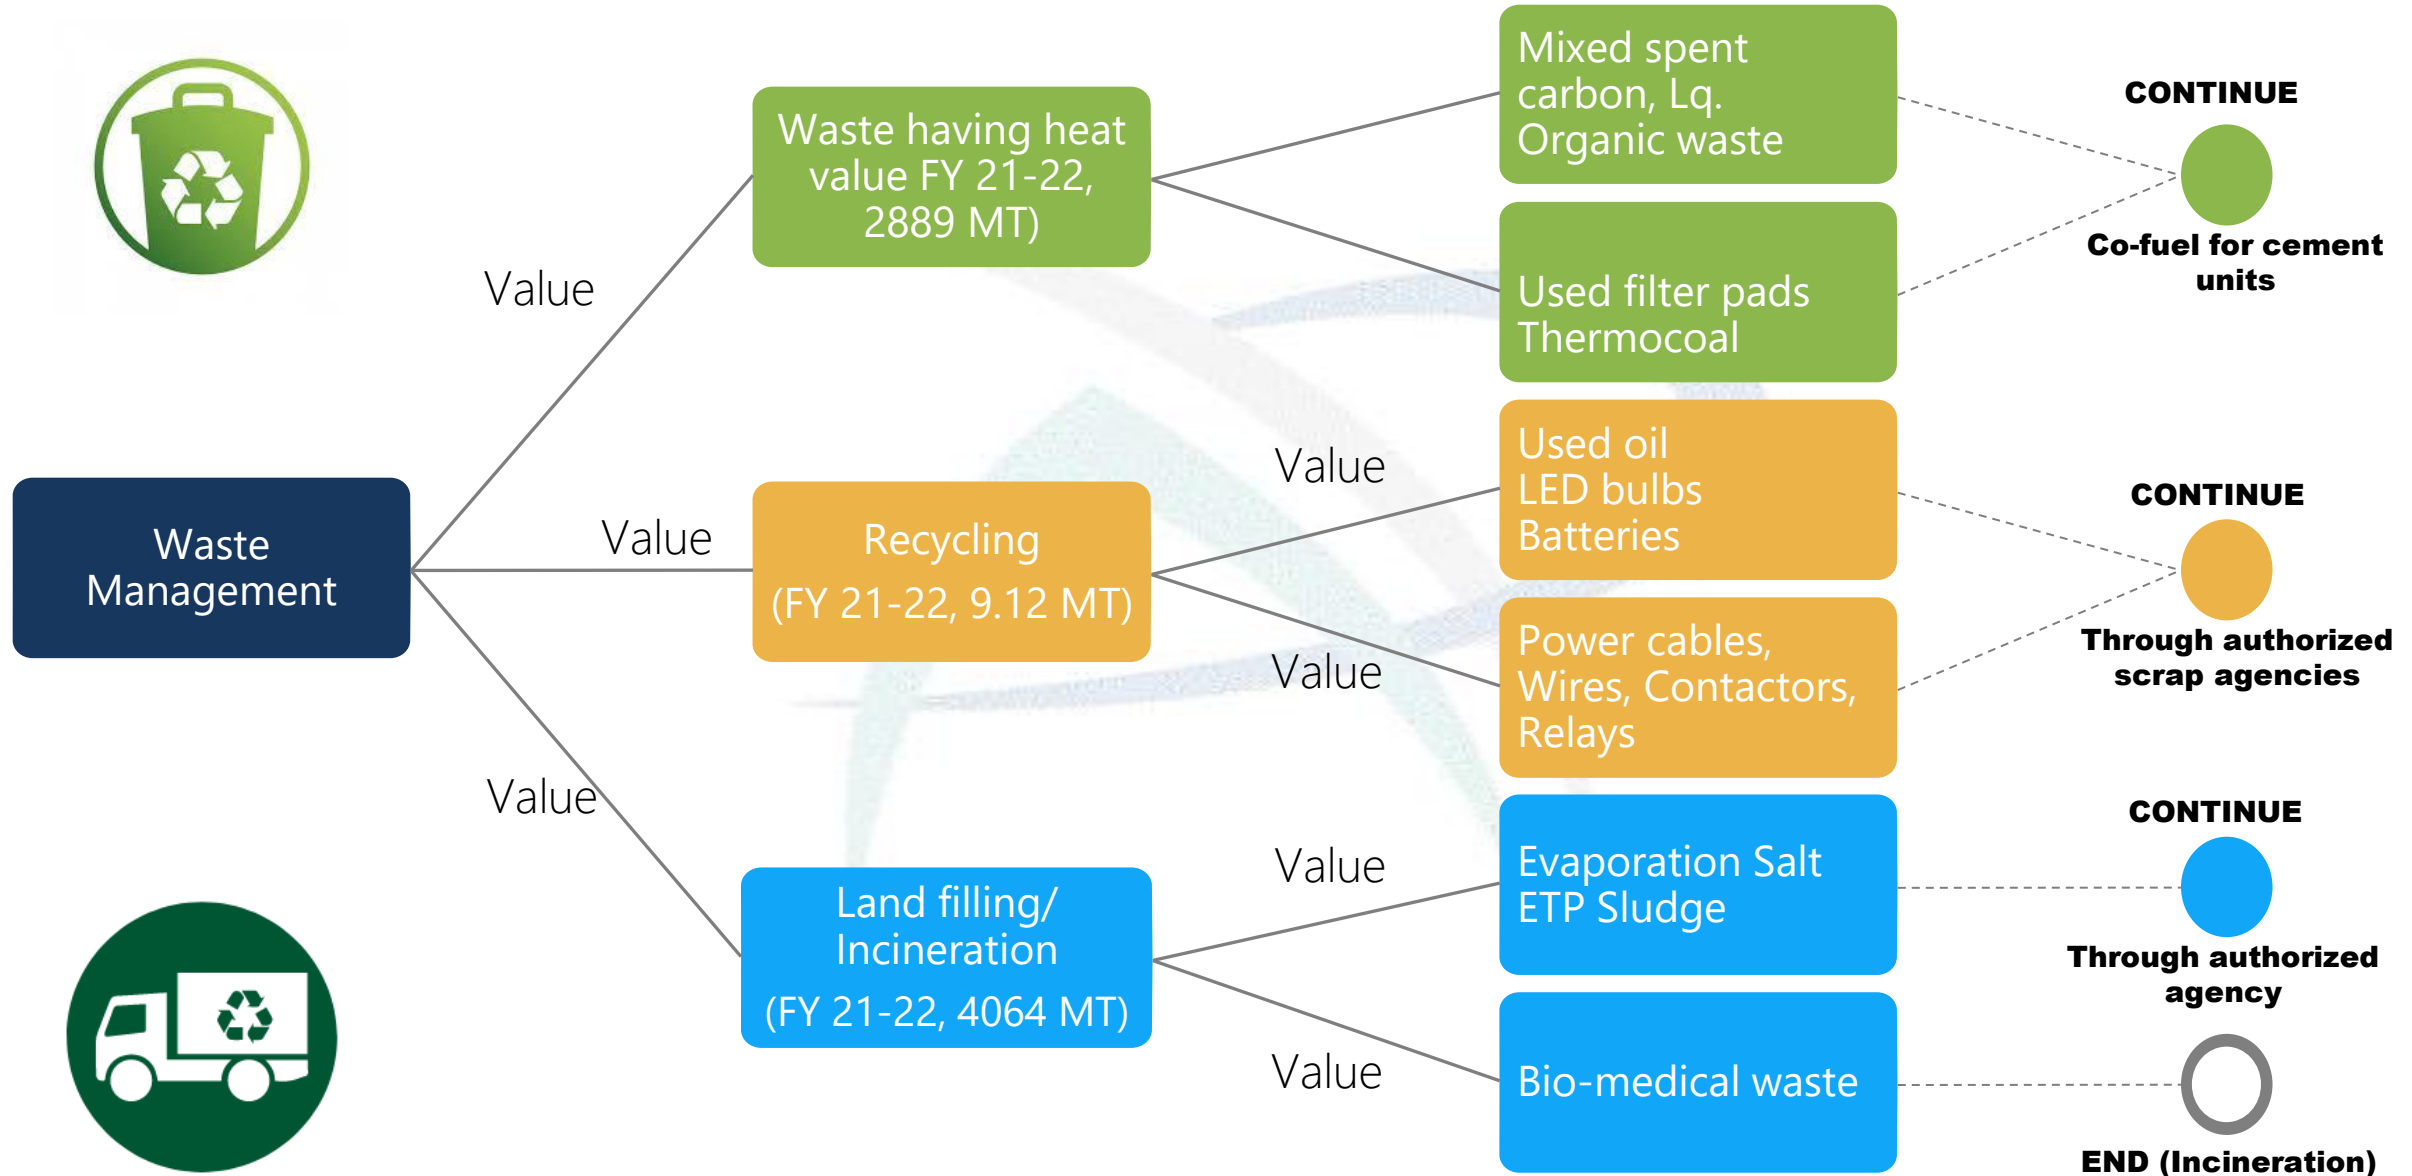 Waste
Management
Value
Value
Value
Waste having heat
value FY 21-22,
2889 MT)
Recycling
(FY 21-22, 9.12 MT)
Land filling/
Incineration
(FY 21-22, 4064 MT)
Value
Value
Value
Value
Mixed spent
carbon, Lq.
Organic waste
Used filter pads
Thermocoal
Used oil
LED bulbs
Batteries
Power cables,
Wires, Contactors,
Relays
Evaporation Salt
ETP Sludge
Bio-medical waste
CONTINUE
Co-fuel for cement
units
CONTINUE
Through authorized
scrap agencies
CONTINUE
Through authorized
agency
END (Incineration)